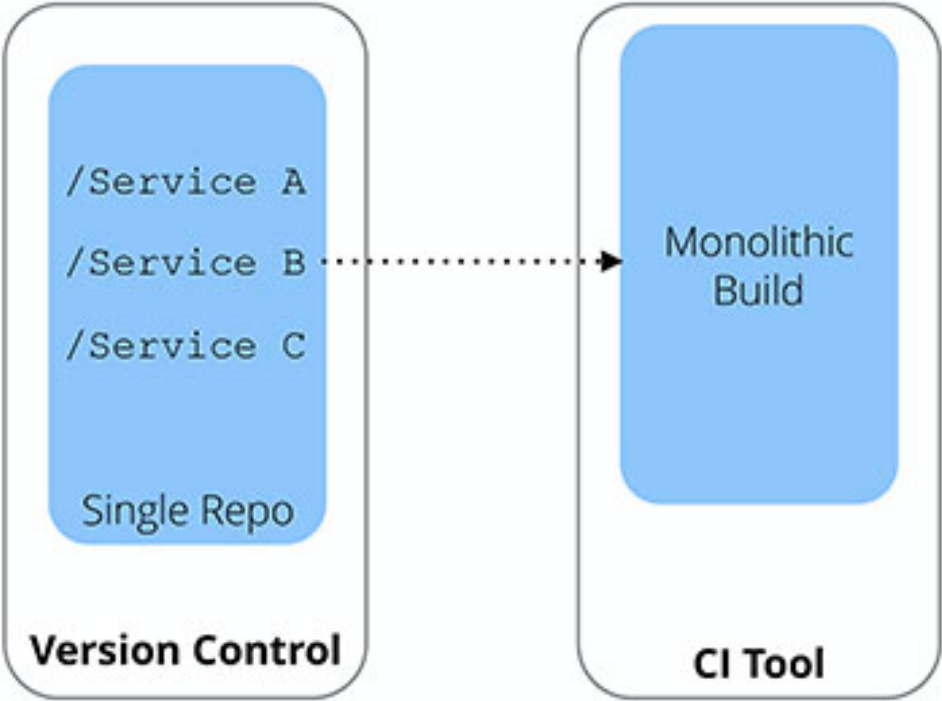 /Service A
/Service B
/Service C
Single Repo
Version Control
Monolithic
Build
CI Tool